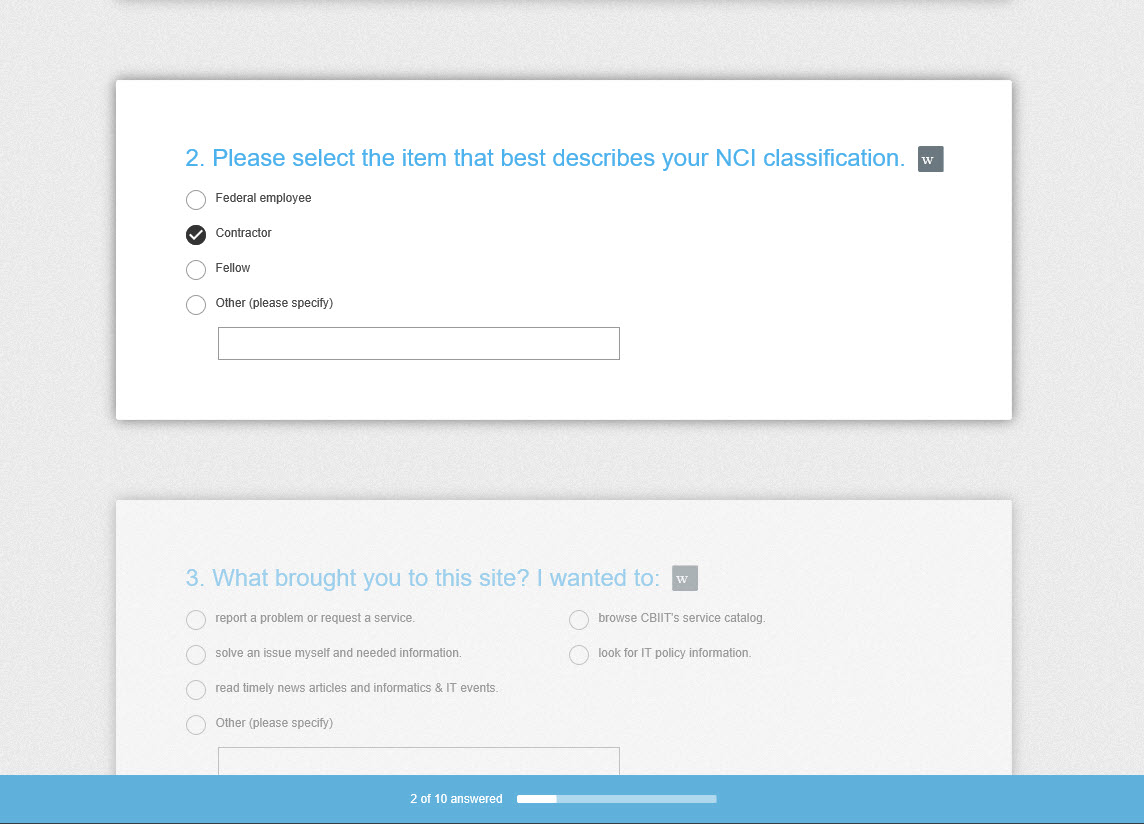 2. Please select the item that best describes your NCI classification. w
Federal employee
Contractor
Fellow
Other (please specify)
3. What brought you to this site? I wanted to: w
report a problem or request a service.
browse CBIIT's service catalog.
solve an issue myself and needed information.
look for IT policy information.
read timely news articles and informatics & IT events.
Other (please specify)
2 of 10 answered